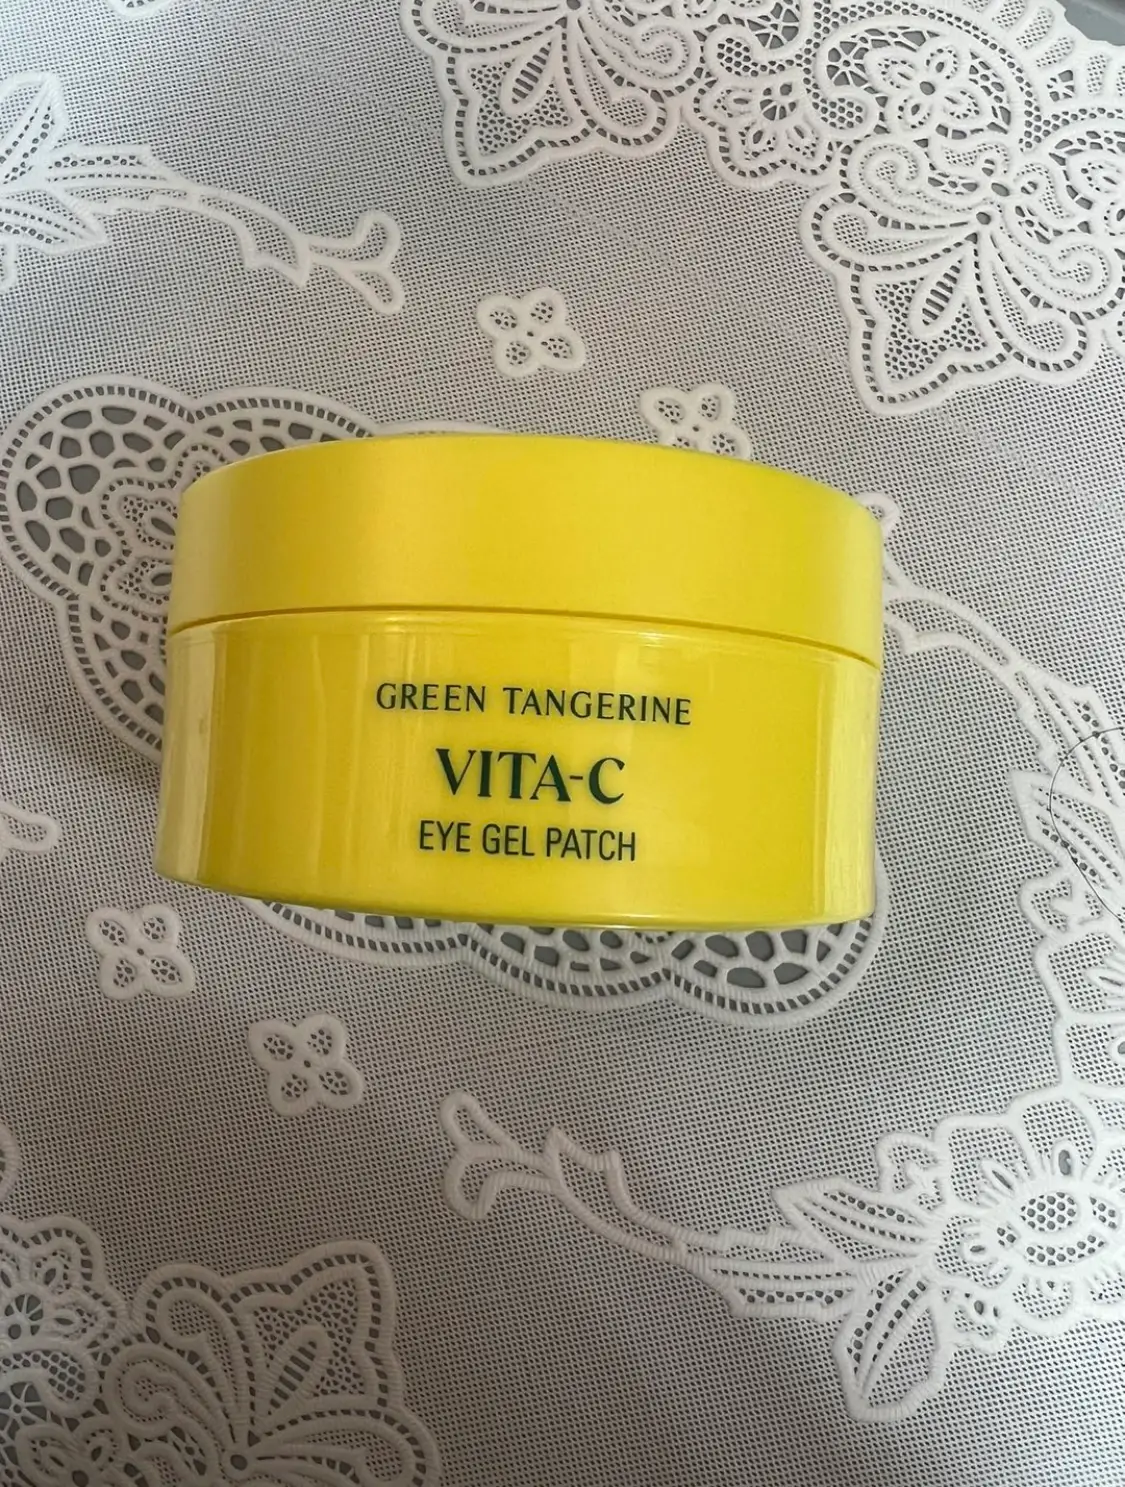 GREEN TANGERINE
VITA-C
EYE GEL PATCH